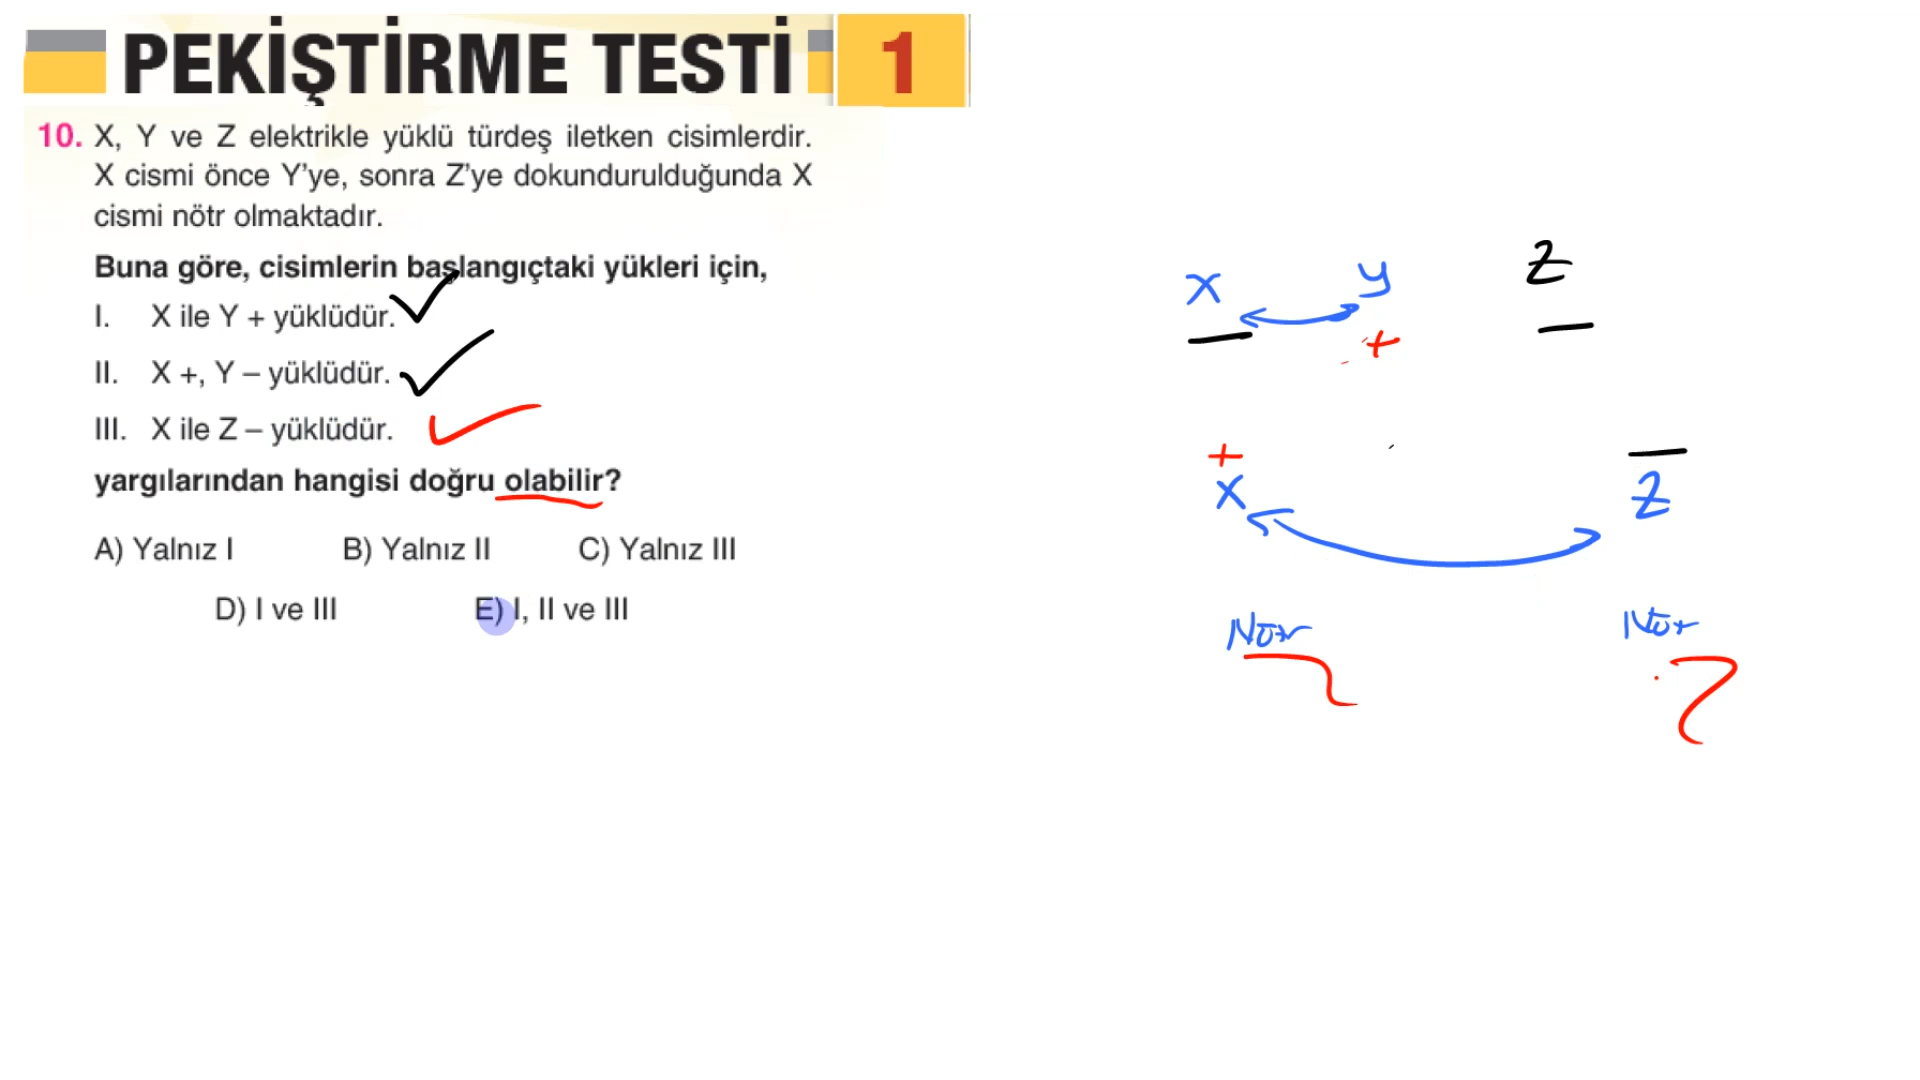 PEKİŞTİRME TESTİ 1
10. X, Y ve Z elektrikle yüklü türdeş iletken cisimlerdir.
X cismi önce Y'ye, sonra Z'ye dokundurulduğunda X
cismi nötr olmaktadır.
Buna göre, cisimlerin başlangıçtaki yükleri için,
I. X ile Y + yüklüdür.
II. X +, Y – yüklüdür.
III. X ile Z – yüklüdür.
yargılarından hangisi doğru olabilir?
A) Yalnız I B) Yalnız II C) Yalnız III
D) I ve III E) I, II ve III
X y Z
– + –
+ –
X Z
Nötr Nötr